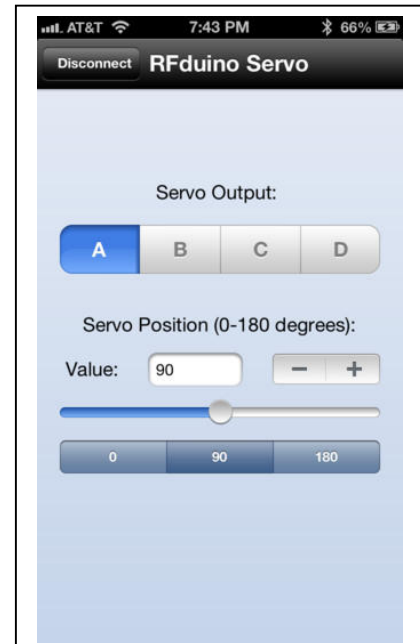 AT&T 7:43 PM 66%
Disconnect RFduino Servo
Servo Output:
A B C D
Servo Position (0-180 degrees):
Value: 90 − +
0 90 180